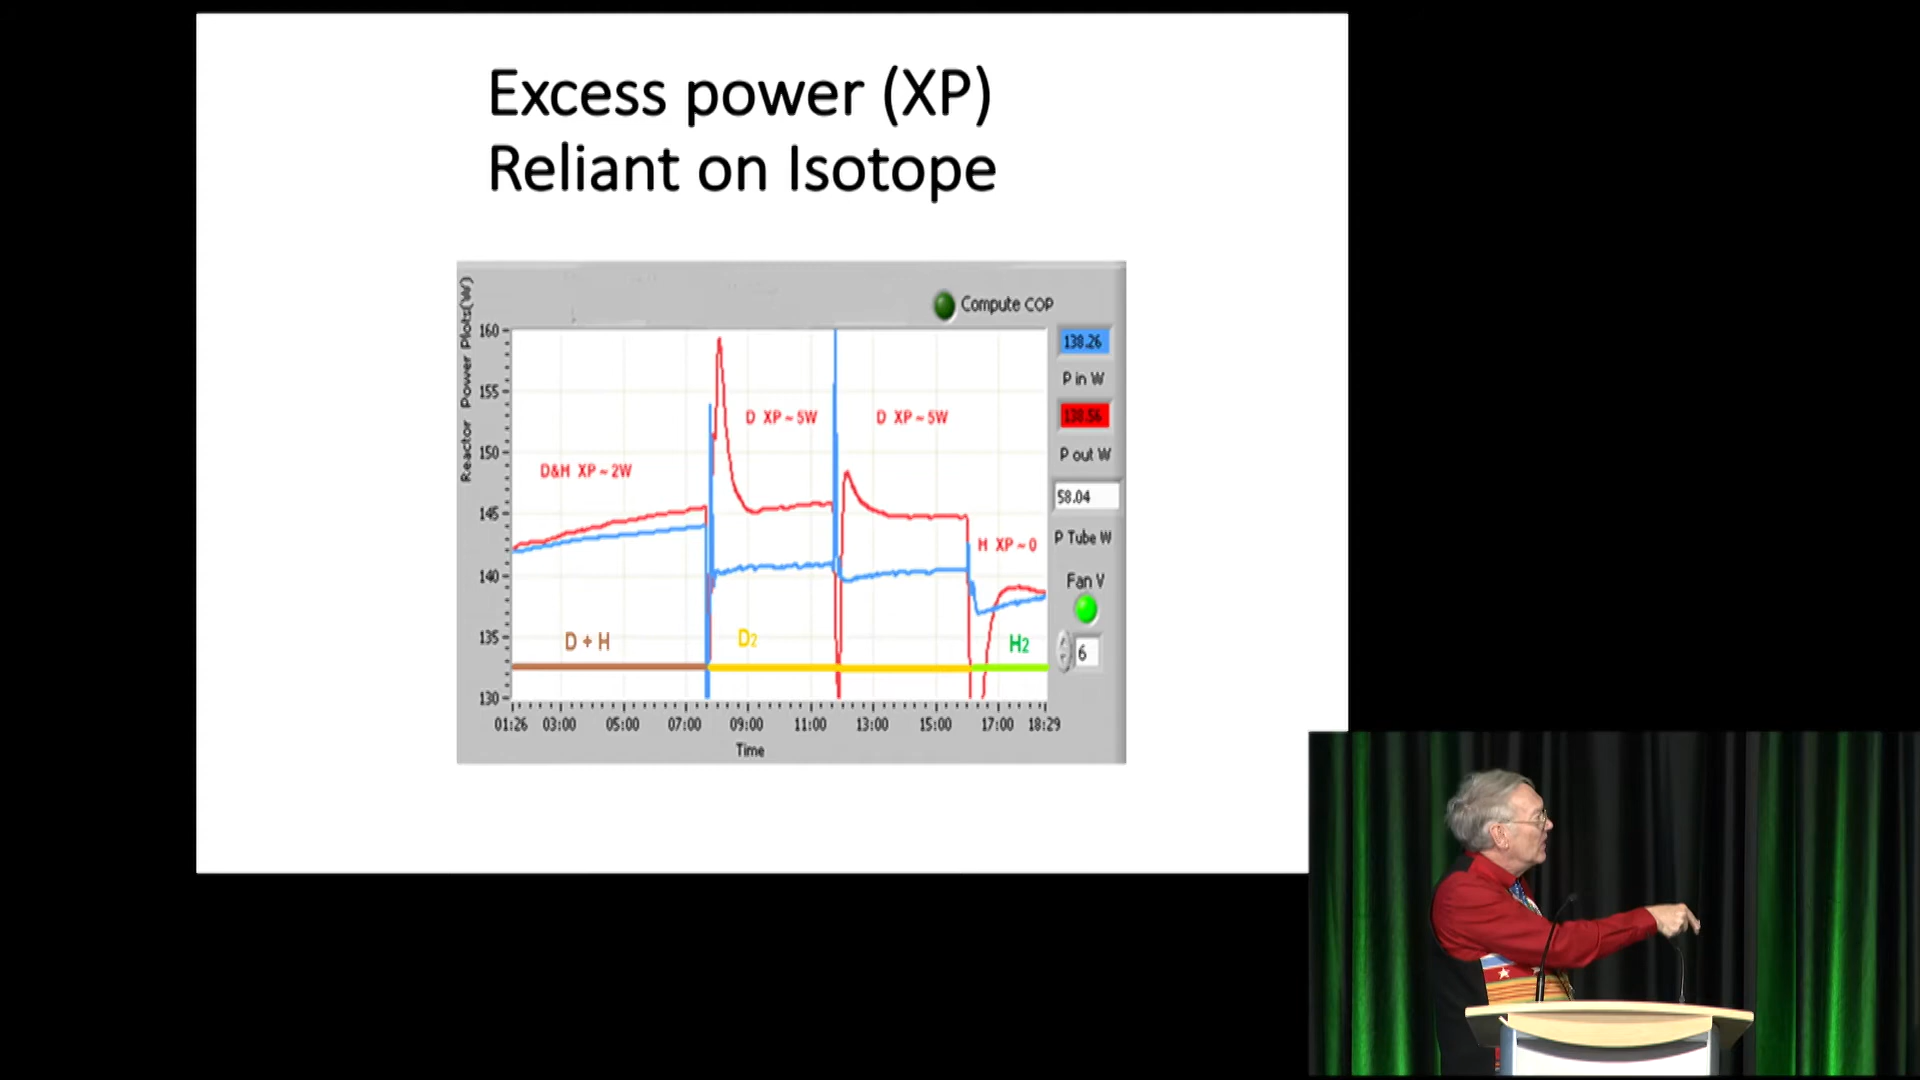 Excess power (XP)
Reliant on Isotope
Compute COP
Reactor Power Plots(W)
160
155
150
145
140
135
130
D&H XP ~ 2W
D XP ~ 5W
D XP ~ 5W
H XP ~ 0
D + H
D2
H2
01:26 03:00 05:00 07:00 09:00 11:00 13:00 15:00 17:00 18:29
Time
138.26
P in W
138.56
P out W
58.04
P Tube W
Fan V
6